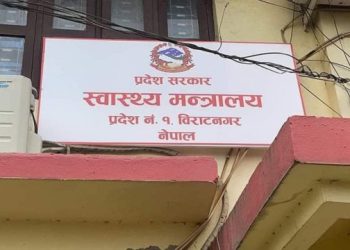 प्रदेश सरकार
स्वास्थ्य मन्त्रालय
प्रदेश नं. १, विराटनगर
नेपाल